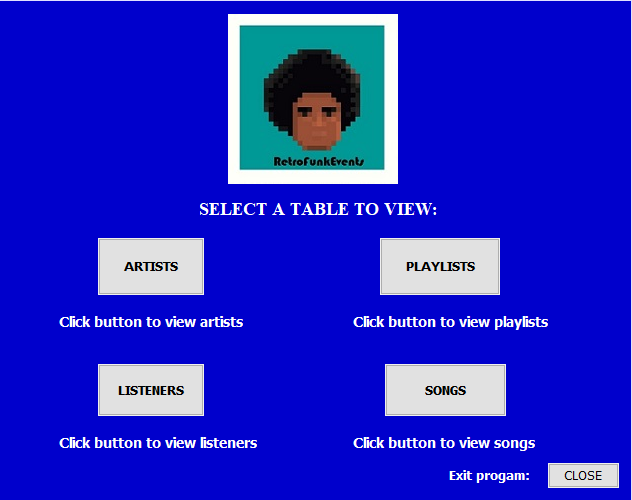 RetroFunkEvents
SELECT A TABLE TO VIEW:
ARTISTS
PLAYLISTS
Click button to view artists
Click button to view playlists
LISTENERS
SONGS
Click button to view listeners
Click button to view songs
Exit progam:
CLOSE